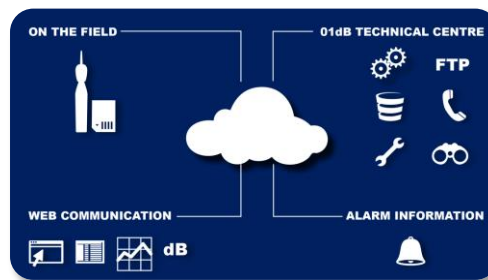 ON THE FIELD
01dB TECHNICAL CENTRE
FTP
WEB COMMUNICATION
dB
ALARM INFORMATION